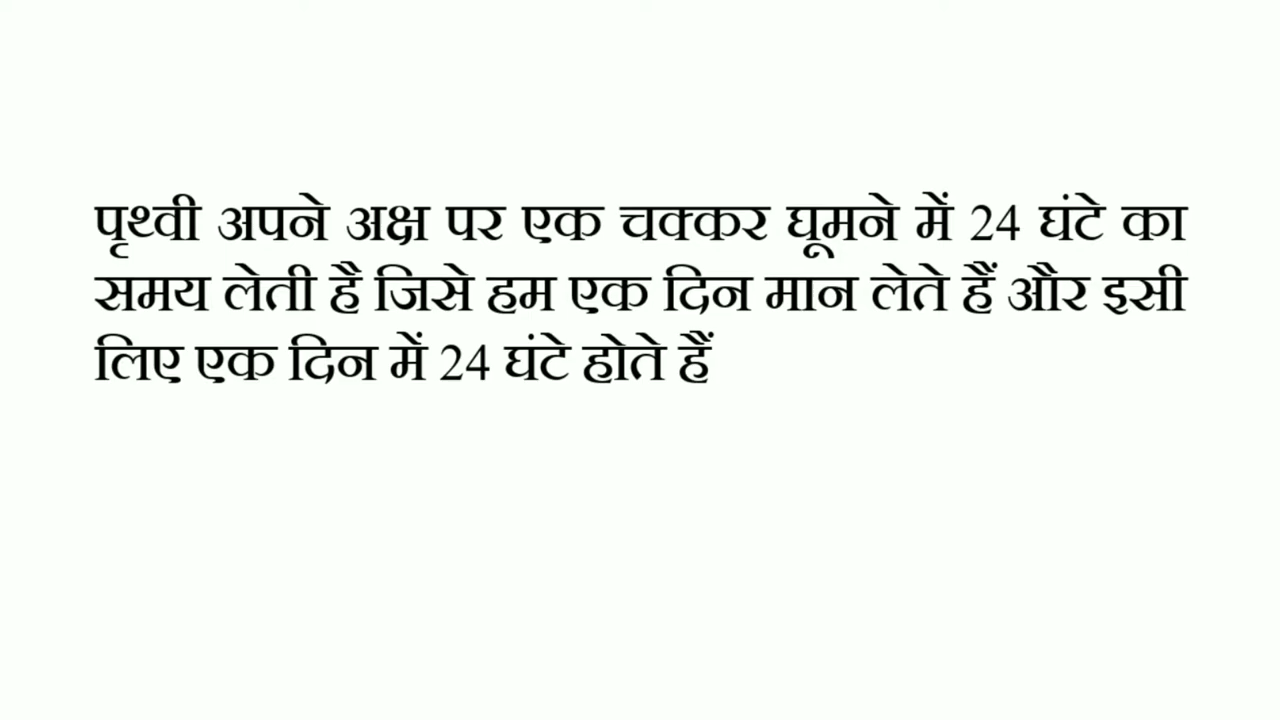 पृथ्वी अपने अक्ष पर एक चक्कर घूमने में 24 घंटे का
समय लेती है जिसे हम एक दिन मान लेते हैं और इसी
लिए एक दिन में 24 घंटे होते हैं